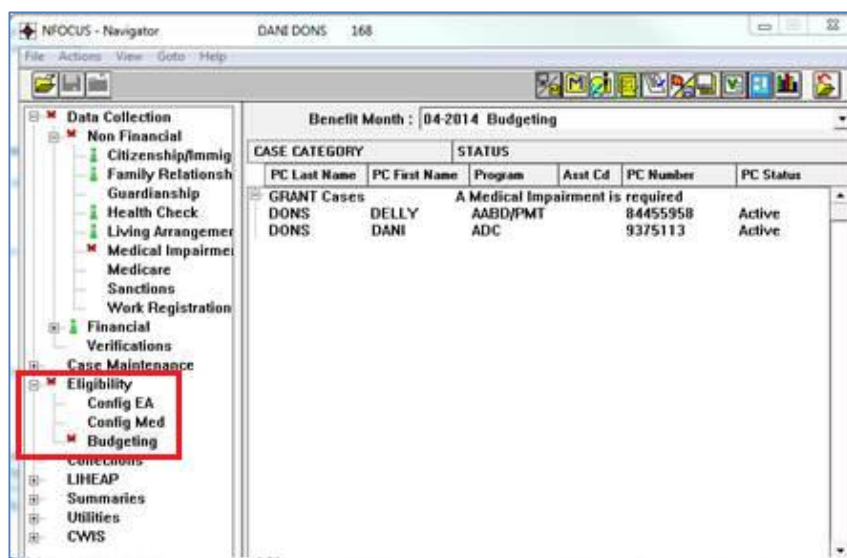 NFOCUS - Navigator DANI DONS 168
File Actions View Goto Help
Data Collection
Non Financial
Citizenship/Immig
Family Relationsh
Guardianship
Health Check
Living Arrangemer
Medical Impairmer
Medicare
Sanctions
Work Registration
Financial
Verifications
Case Maintenance
Eligibility
Config EA
Config Med
Budgeting
Collections
LIHEAP
Summaries
Utilities
CWIS
Benefit Month : 04-2014 Budgeting
CASE CATEGORY STATUS
PC Last Name PC First Name Program Asst Cd PC Number PC Status
GRANT Cases A Medical Impairment is required
DONS DELLY AABD/PMT 84455958 Active
DONS DANI ADC 9375113 Active